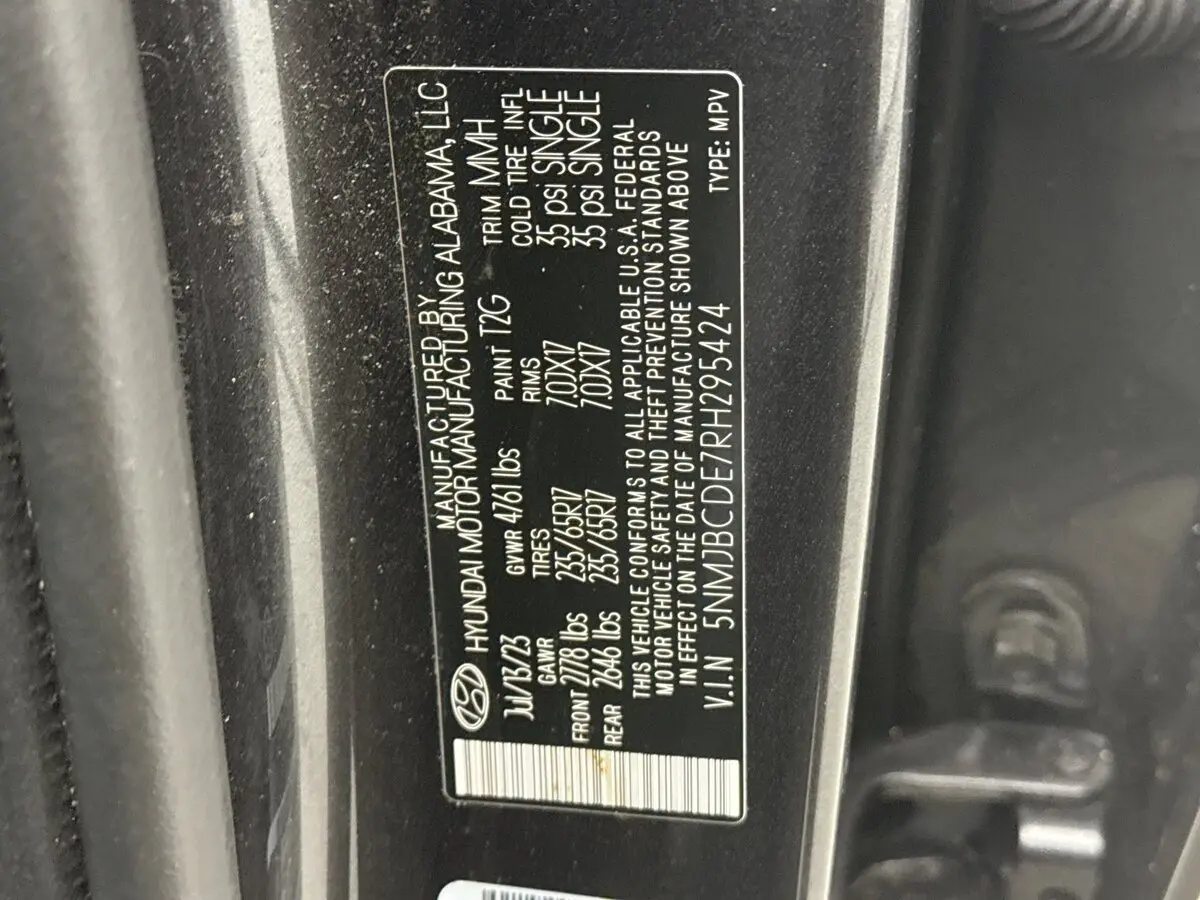 MANUFACTURED BY
HYUNDAI MOTOR MANUFACTURING ALABAMA, LLC
Jul/13/23 GVWR 4761 lbs PAINT T2G TRIM MMH
GAWR TIRES RIMS COLD TIRE INFL
FRONT 2778 lbs 235/65R17 7.0JX17 35 psi SINGLE
REAR 2646 lbs 235/65R17 7.0JX17 35 psi SINGLE
THIS VEHICLE CONFORMS TO ALL APPLICABLE U.S.A. FEDERAL
MOTOR VEHICLE SAFETY AND THEFT PREVENTION STANDARDS
IN EFFECT ON THE DATE OF MANUFACTURE SHOWN ABOVE
V.I.N 5NMJBCDE7RH295424 TYPE: MPV